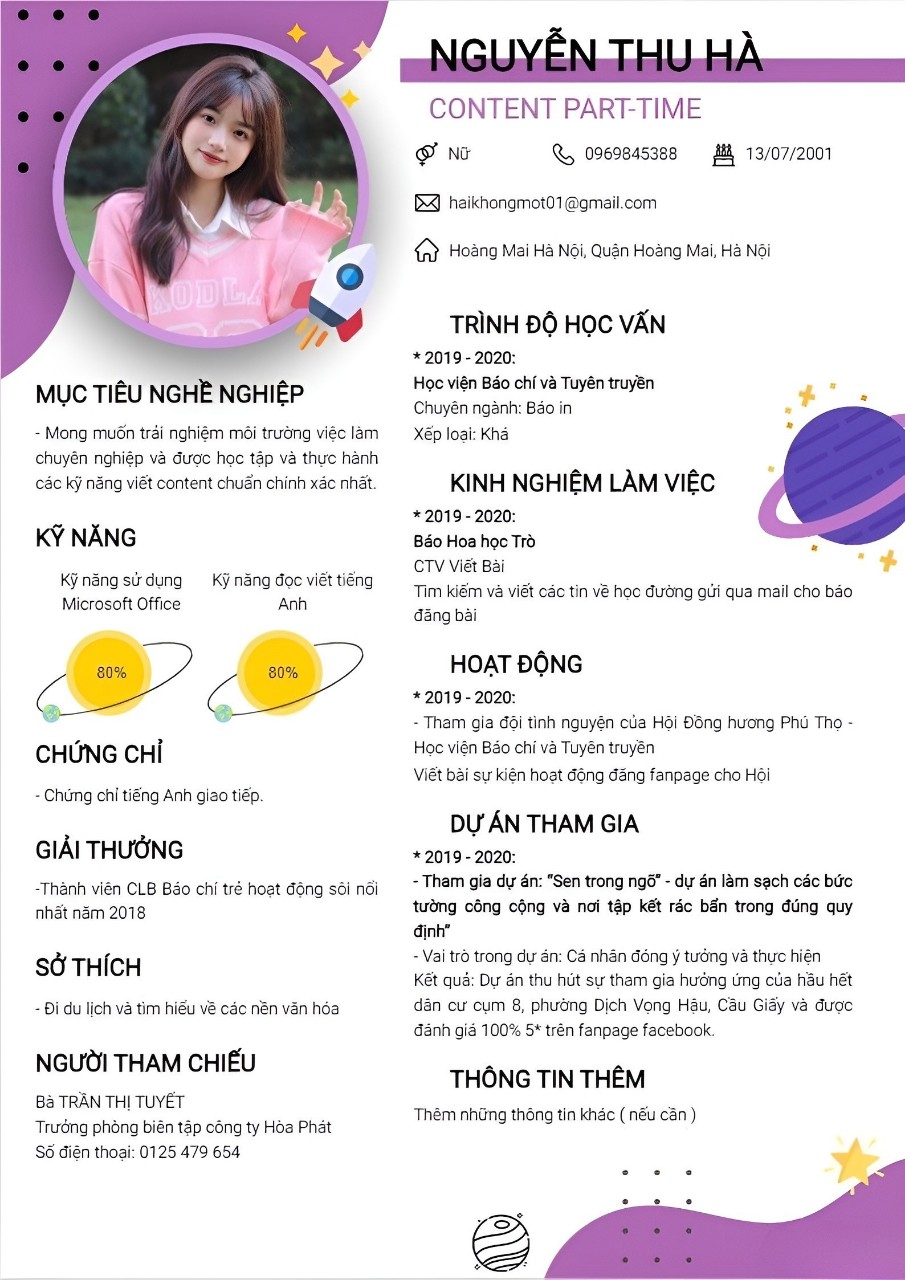 NGUYỄN THU HÀ
CONTENT PART-TIME
Nữ
0969845388
13/07/2001
haikhongmot01@gmail.com
Hoàng Mai Hà Nội, Quận Hoàng Mai, Hà Nội
MỤC TIÊU NGHỀ NGHIỆP
- Mong muốn trải nghiệm môi trường việc làm
chuyên nghiệp và được học tập và thực hành
các kỹ năng viết content chuẩn chính xác nhất.
KỸ NĂNG
Kỹ năng sử dụng
Microsoft Office
80%
Kỹ năng đọc viết tiếng
Anh
80%
CHỨNG CHỈ
- Chứng chỉ tiếng Anh giao tiếp.
GIẢI THƯỞNG
-Thành viên CLB Báo chí trẻ hoạt động sôi nổi
nhất năm 2018
SỞ THÍCH
- Đi du lịch và tìm hiểu về các nền văn hóa
NGƯỜI THAM CHIẾU
Bà TRẦN THỊ TUYẾT
Trưởng phòng biên tập công ty Hòa Phát
Số điện thoại: 0125 479 654
TRÌNH ĐỘ HỌC VẤN
* 2019 - 2020:
Học viện Báo chí và Tuyên truyền
Chuyên ngành: Báo in
Xếp loại: Khá
KINH NGHIỆM LÀM VIỆC
* 2019 - 2020:
Báo Hoa học Trò
CTV Viết Bài
Tìm kiếm và viết các tin về học đường gửi qua mail cho báo
đăng bài
HOẠT ĐỘNG
* 2019 - 2020:
- Tham gia đội tình nguyện của Hội Đồng hương Phú Thọ -
Học viện Báo chí và Tuyên truyền
Viết bài sự kiện hoạt động đăng fanpage cho Hội
DỰ ÁN THAM GIA
* 2019 - 2020:
- Tham gia dự án: “Sen trong ngõ” - dự án làm sạch các bức
tường công cộng và nơi tập kết rác bẩn trong đúng quy
định”
- Vai trò trong dự án: Cá nhân đóng ý tưởng và thực hiện
Kết quả: Dự án thu hút sự tham gia hưởng ứng của hầu hết
dân cư cụm 8, phường Dịch Vọng Hậu, Cầu Giấy và được
đánh giá 100% 5* trên fanpage facebook.
THÔNG TIN THÊM
Thêm những thông tin khác ( nếu cần )